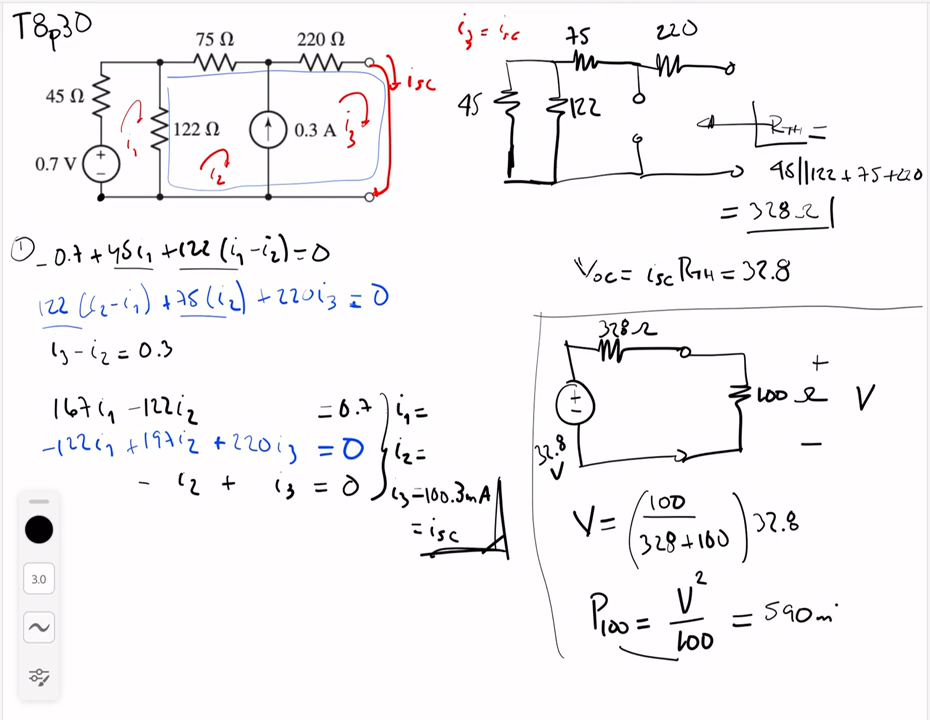 T8p30
75 Ω
220 Ω
45 Ω
122 Ω
0.3 A
0.7 V
i1
i2
i3
isc
i3 = isc
75
220
45
122
RTH =
45||122 + 75 + 220
= 328 Ω
VOC = isc RTH = 32.8
① - 0.7 + 45i1 + 122 (i1 - i2) = 0
122 (i2 - i1) + 75 (i2) + 220i3 = 0
i3 - i2 = 0.3
167i1 - 122i2 = 0.7
-122i1 + 197i2 + 220i3 = 0
- i2 + i3 = 0
i1 =
i2 =
i3 = 100.3mA
= isc
328 Ω
32.8
V
100 Ω
+
V
-
V = (100 / 328 + 100) 32.8
P100 = V² / 100 = 590m
3.0